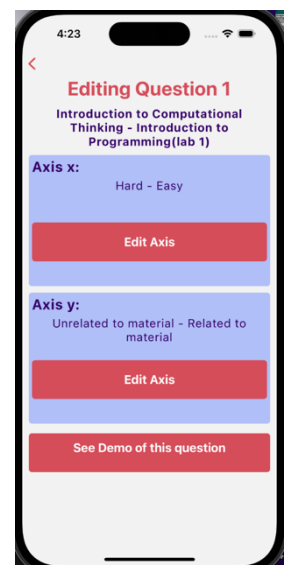 4:23
Editing Question 1
Introduction to Computational
Thinking - Introduction to
Programming(lab 1)
Axis x:
Hard - Easy
Edit Axis
Axis y:
Unrelated to material - Related to
material
Edit Axis
See Demo of this question